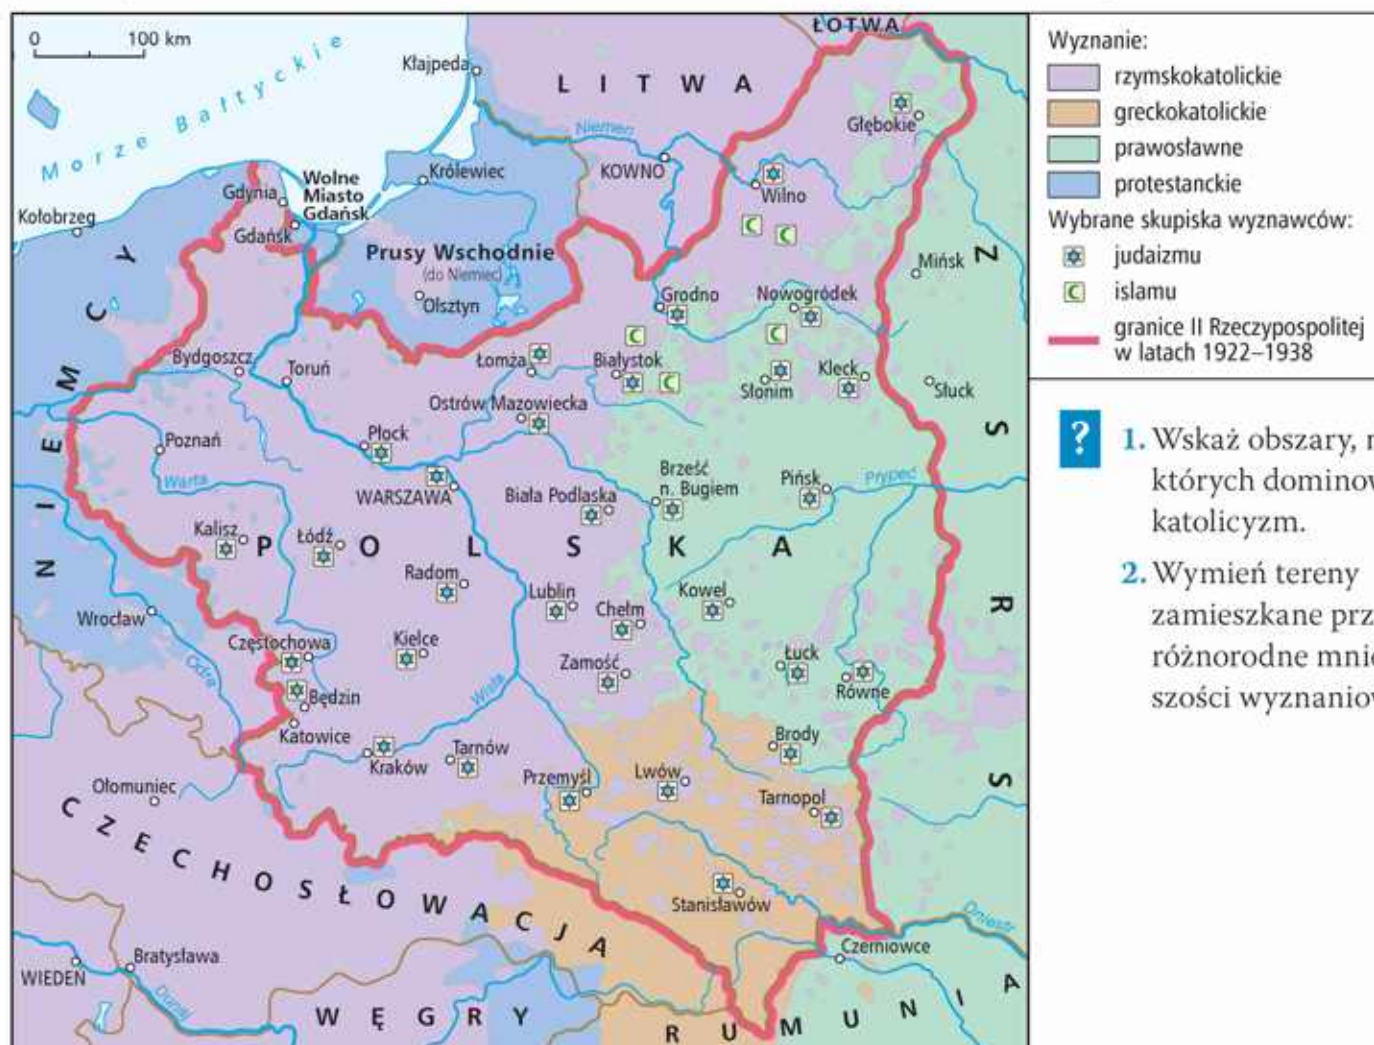 0 100 km
Morze Bałtyckie
ŁOTWA
LITWA
Kłajpeda
Niemen
Głębokie
KOWNO
Wilno
Królewiec
Wolne
Miasto
Gdańsk
Gdynia
Gdańsk
Kołobrzeg
Prusy Wschodnie
(do Niemiec)
Olsztyn
Mińsk
Grodno
Nowogródek
NIEMCY
Bydgoszcz
Toruń
Łomża
Białystok
Słonim
Kleck
Słuck
Ostrów Mazowiecka
Poznań
Płock
Warta
WARSZAWA
Biała Podlaska
Brześć
n. Bugiem
Pińsk
Prypeć
Kalisz
Łódź
POLSKA
Radom
Lublin
Chełm
Kowel
Wrocław
Odra
Częstochowa
Kielce
Zamość
Łuck
Równe
Będzin
Katowice
Wisła
Kraków
Tarnów
Przemyśl
Lwów
Brody
Tarnopol
Ołomuniec
CZECHOSŁOWACJA
Stanisławów
Dniestr
Czerniowce
WIEDEŃ
Bratysława
Dunaj
WĘGRY
RUMUNIA
ZSRS
Wyznanie:
rzymskokatolickie
greckokatolickie
prawosławne
protestanckie
Wybrane skupiska wyznawców:
judaizmu
islamu
granice II Rzeczypospolitej
w latach 1922–1938
?
1. Wskaż obszary,
których
katolicyzm.
2. Wymień tereny
zamieszkane
różnorodne
szości